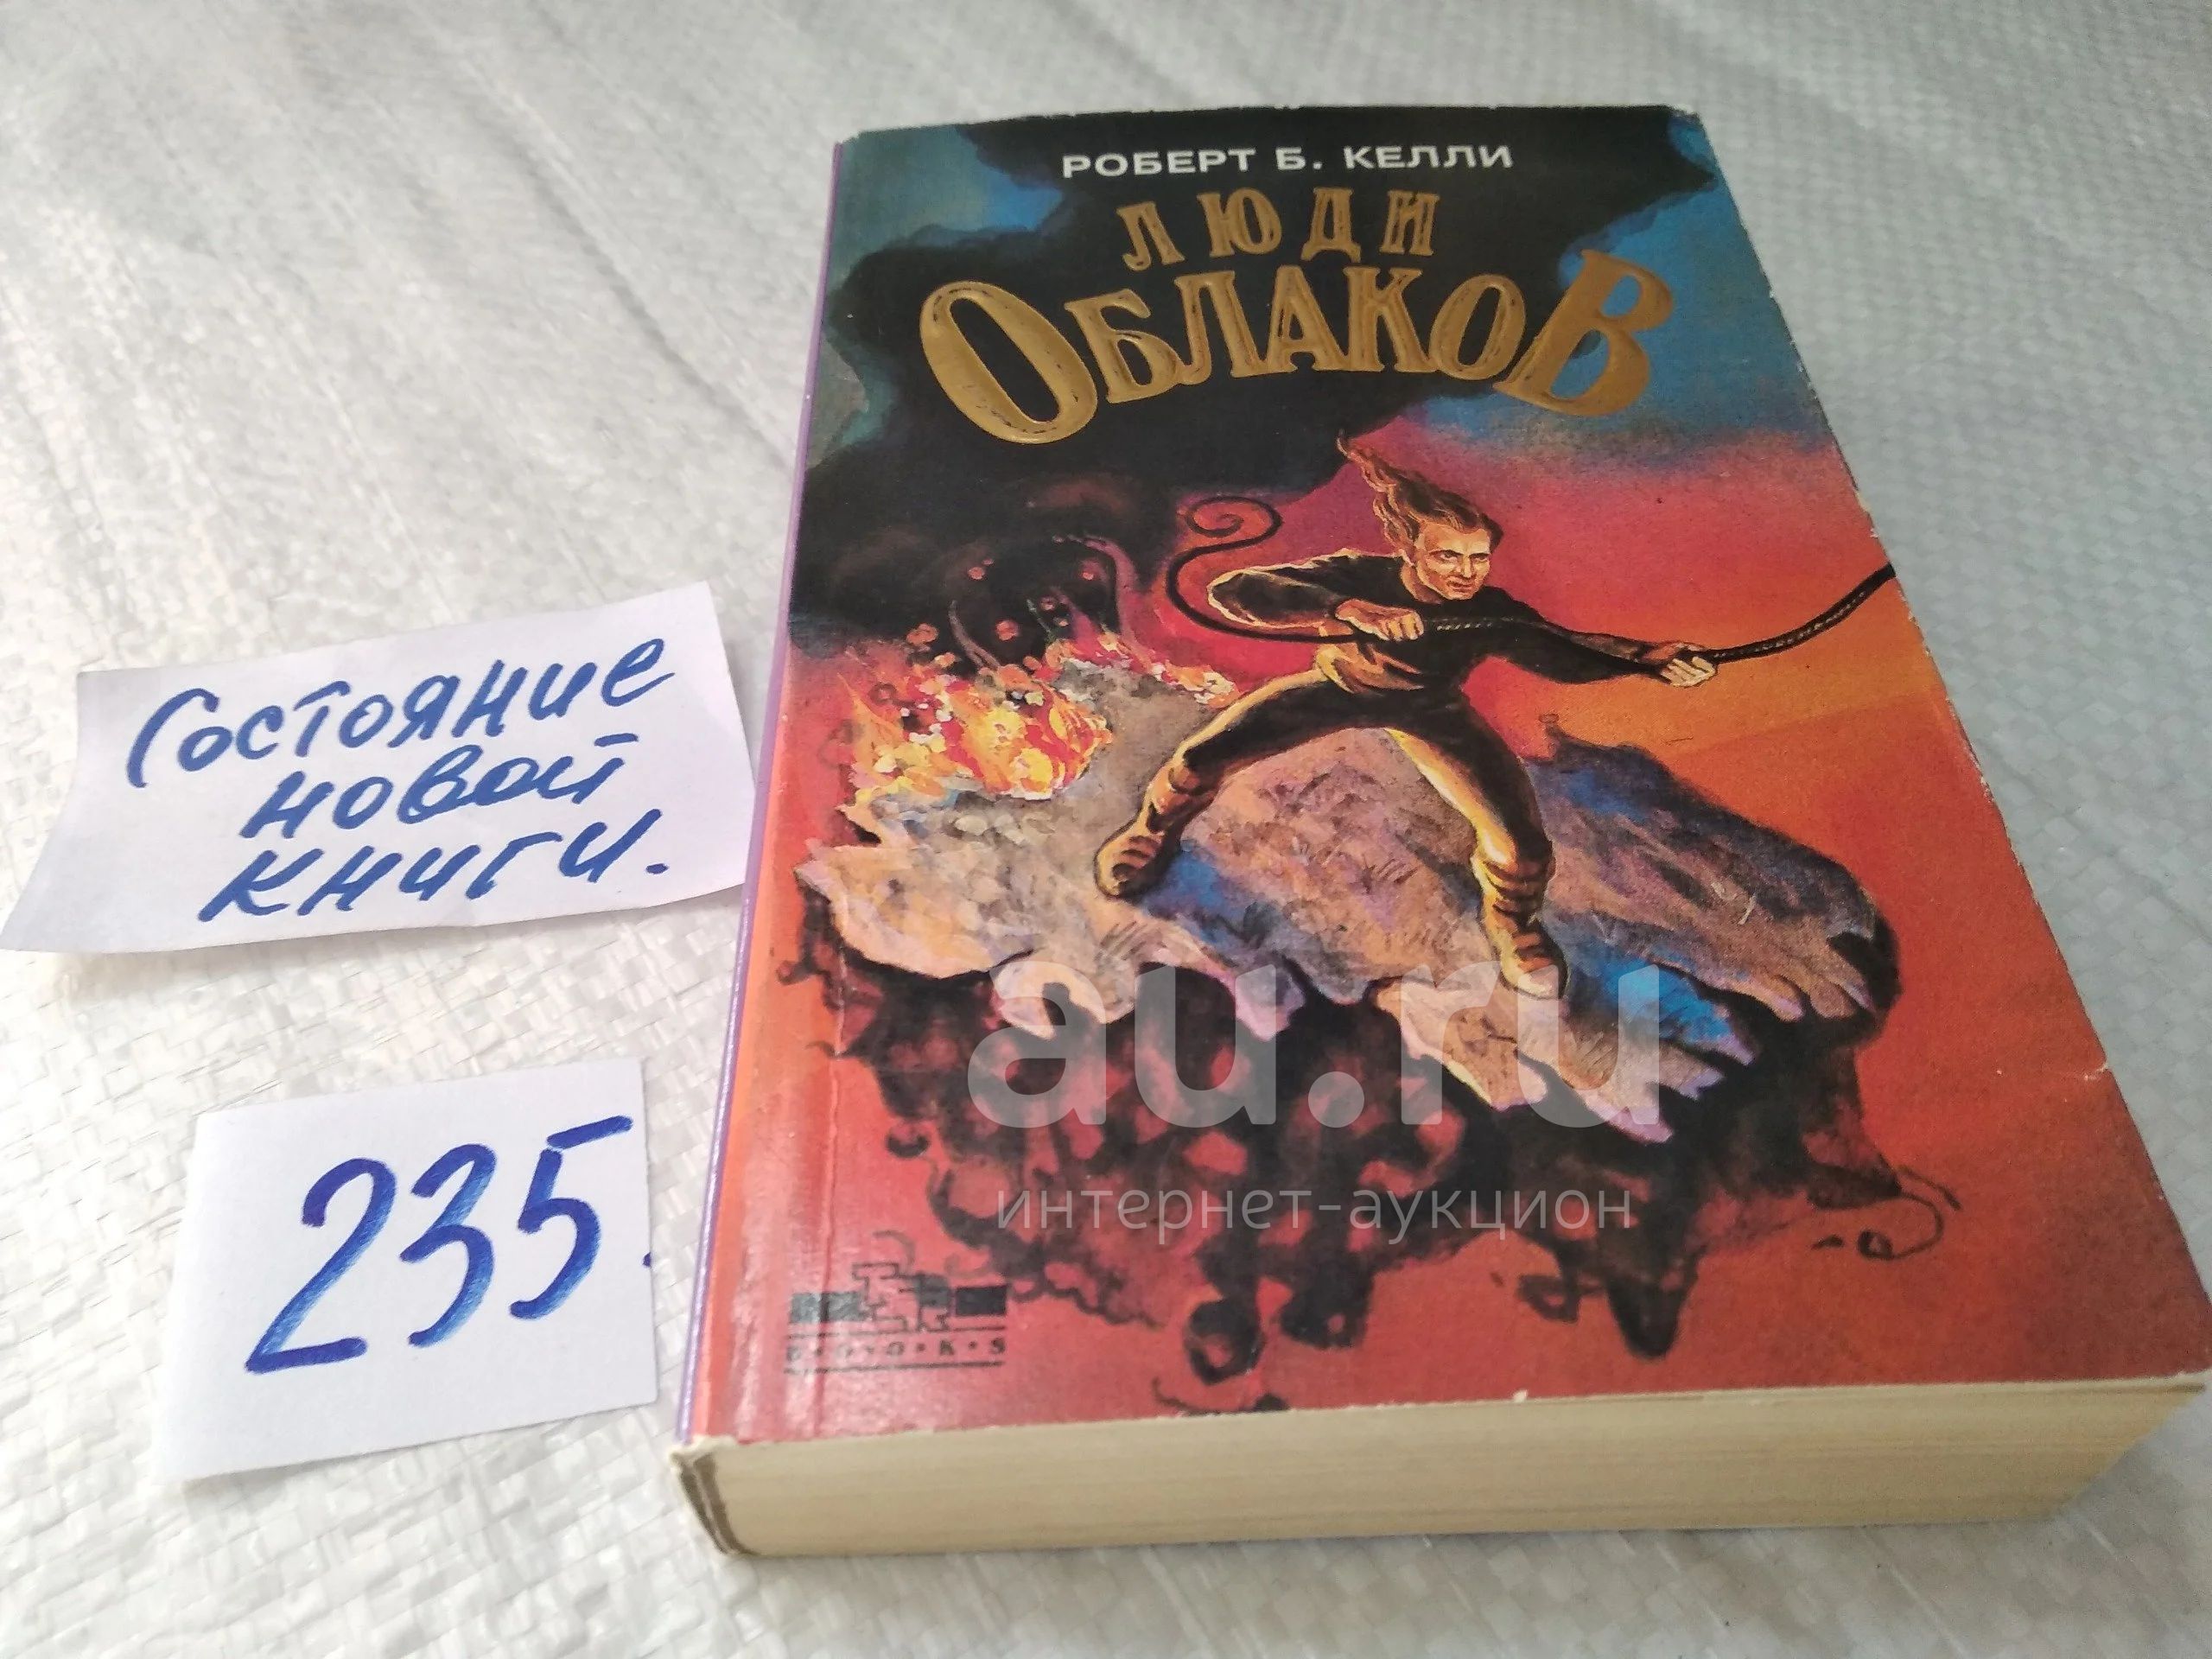 РОБЕРТ Б. КЕЛЛИ
ЛЮДИ
ОБЛАКОВ
Состояние
новой
книги.
235.
au.ru
интернет-аукцион
B·O·O·K·S